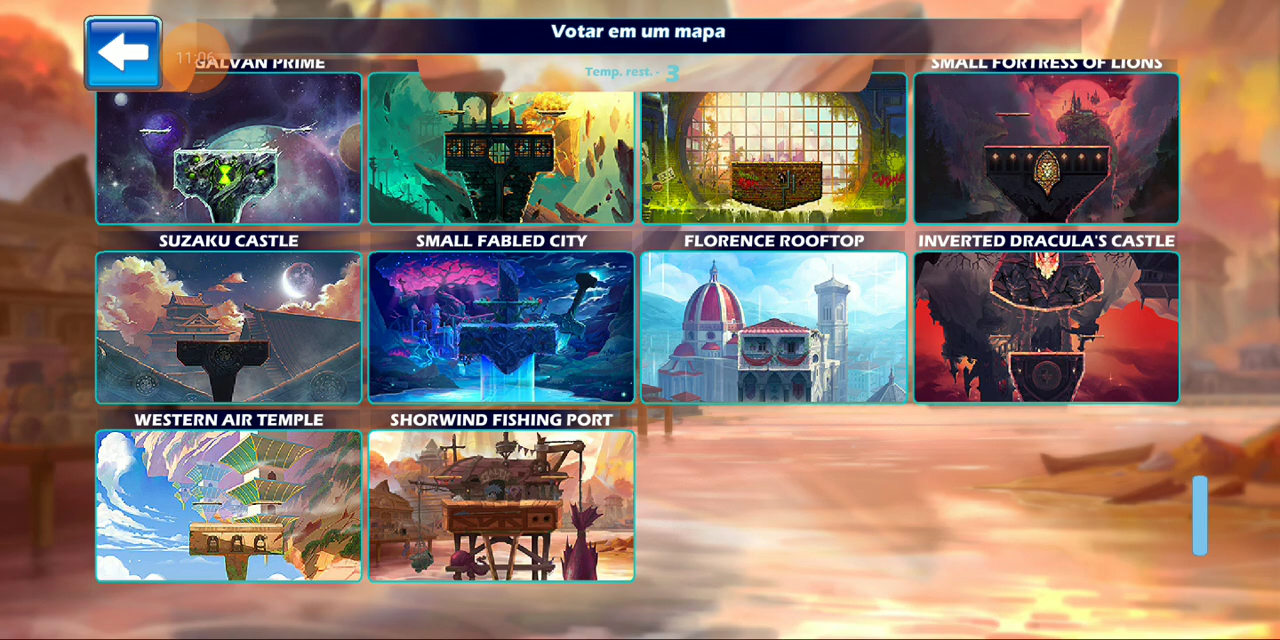 Votar em um mapa
11:06
GALVAN PRIME
SMALL FORTRESS OF LIONS
Temp. rest. - 3
SUZAKU CASTLE
SMALL FABLED CITY
FLORENCE ROOFTOP
INVERTED DRACULA'S CASTLE
WESTERN AIR TEMPLE
SHORWIND FISHING PORT